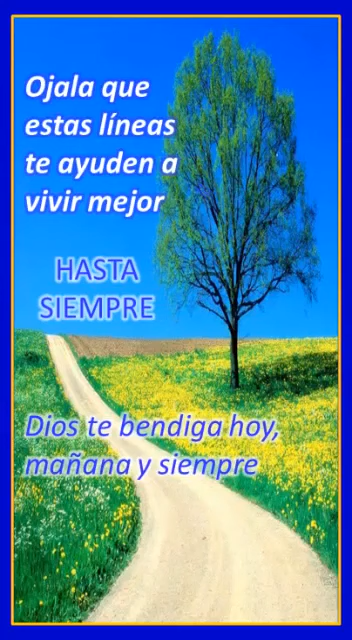 Ojala que
estas líneas
te ayuden a
vivir mejor
HASTA
SIEMPRE
Dios te bendiga hoy,
mañana y siempre